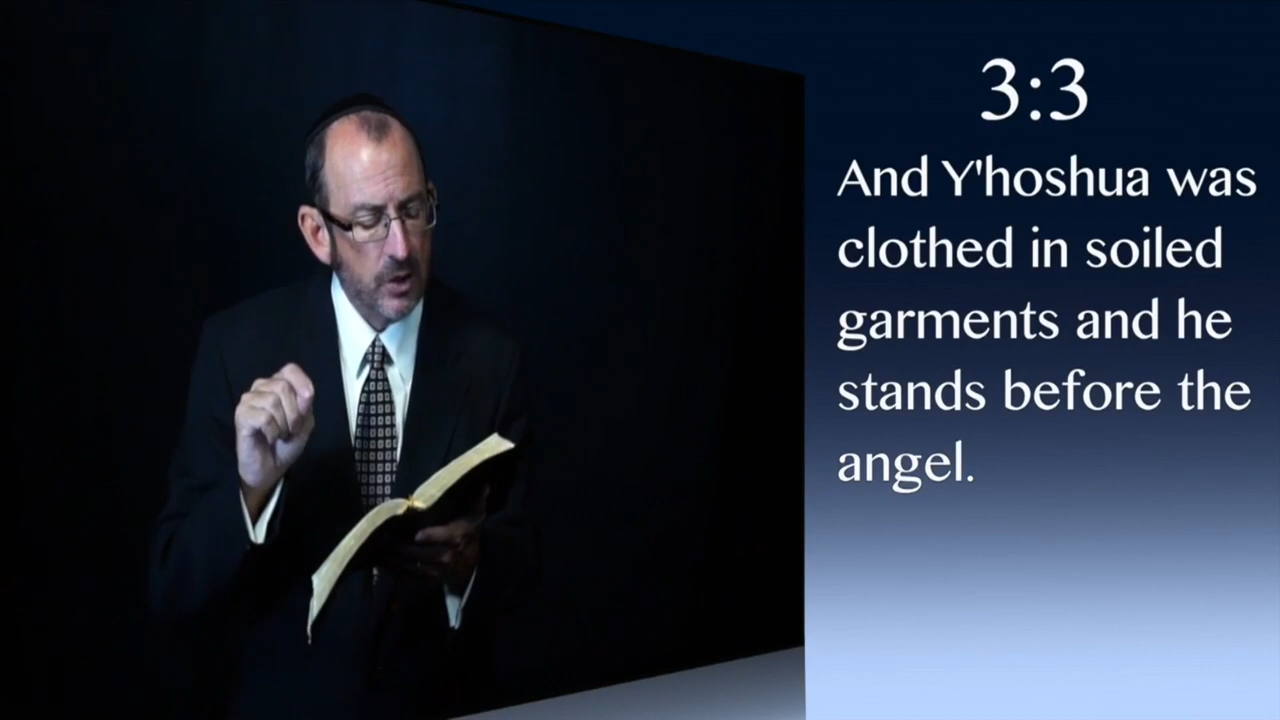 3:3
And Y'hoshua was
clothed in soiled
garments and he
stands before the
angel.